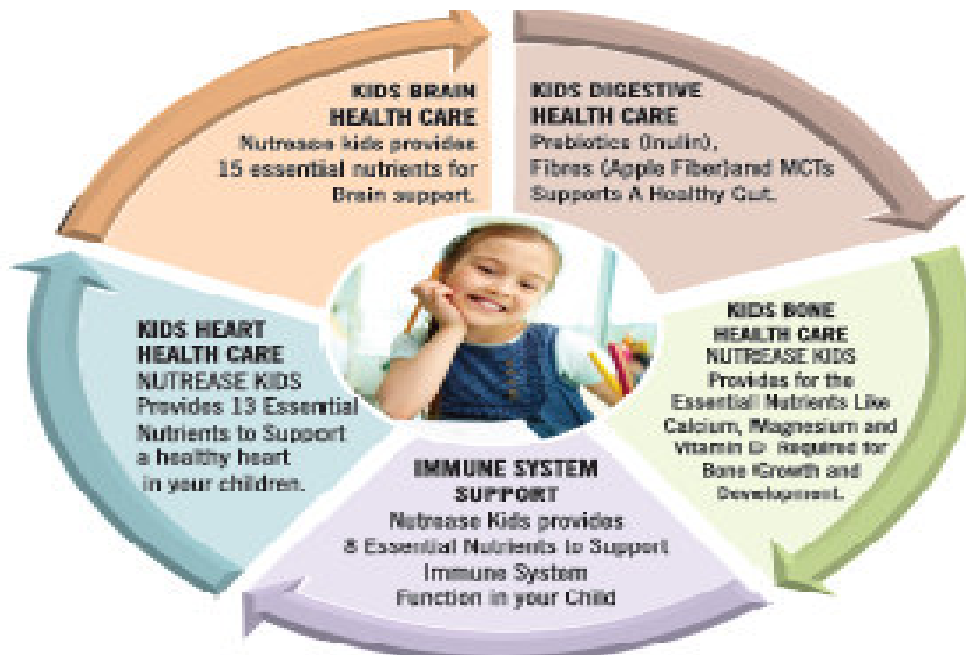 KIDS BRAIN
HEALTH CARE
Nutrease kids provides
15 essential nutrients for
Brain support.
KIDS DIGESTIVE
HEALTH CARE
Prebiotics (Inulin),
Fibres (Apple Fiber)and MCTs
Supports A Healthy Gut.
KIDS BONE
HEALTH CARE
NUTREASE KIDS
Provides for the
Essential Nutrients Like
Calcium, Magnesium and
Vitamin D Required for
Bone Growth and
Development.
IMMUNE SYSTEM
SUPPORT
Nutrease Kids provides
8 Essential Nutrients to Support
Immune System
Function in your Child
KIDS HEART
HEALTH CARE
NUTREASE KIDS
Provides 13 Essential
Nutrients to Support
a healthy heart
in your children.